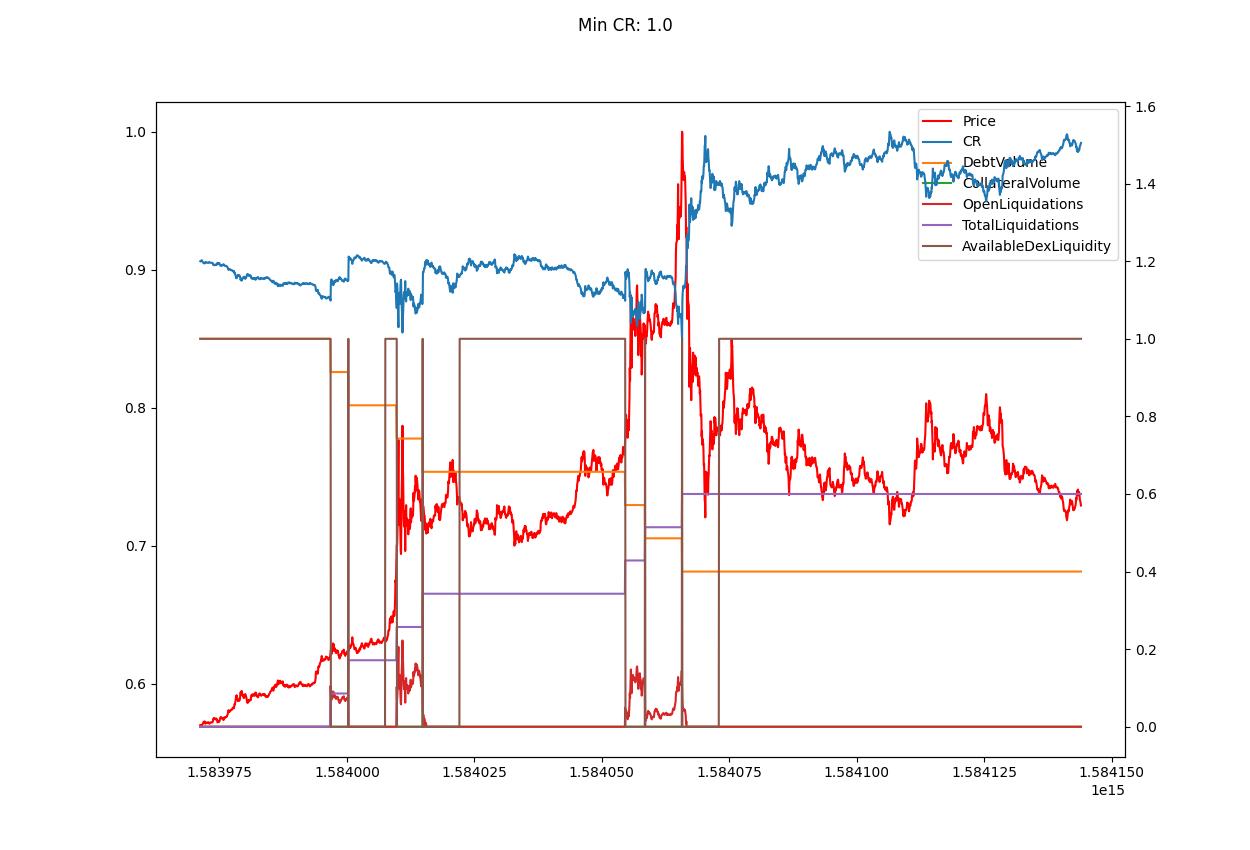 Min CR: 1.0
1.0
0.9
0.8
0.7
0.6
1.6
1.4
1.2
1.0
0.8
0.6
0.4
0.2
0.0
Price
CR
DebtVolume
CollateralVolume
OpenLiquidations
TotalLiquidations
AvailableDexLiquidity
1.583975 1.584000 1.584025 1.584050 1.584075 1.584100 1.584125 1.584150
1e15